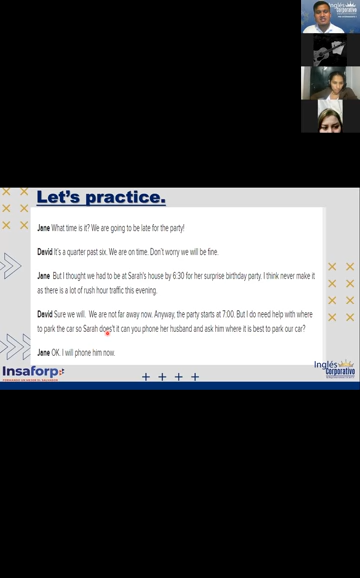 Inglés
Corporativo
Let's practice.
Jane What time is it? We are going to be late for the party!
David It's a quarter past six. We are on time. Don't worry we will be fine.
Jane But I thought we had to be at Sarah's house by 6:30 for her surprise birthday party. I think never make it
as there is a lot of rush hour traffic this evening.
David Sure we will. We are not far away now. Anyway, the party starts at 7:00. But I do need help with where
to park the car so Sarah does't it can you phone her husband and ask him where it is best to park our car?
Jane OK. I will phone him now.
Insaforp
Inglés
Corporativo